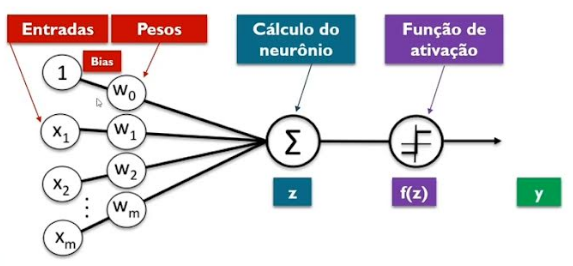 Entradas
Pesos
Cálculo do
neurônio
Função de
ativação
Bias
1
w0
x1
w1
x2
w2
xm
wm
Σ
z
f(z)
y